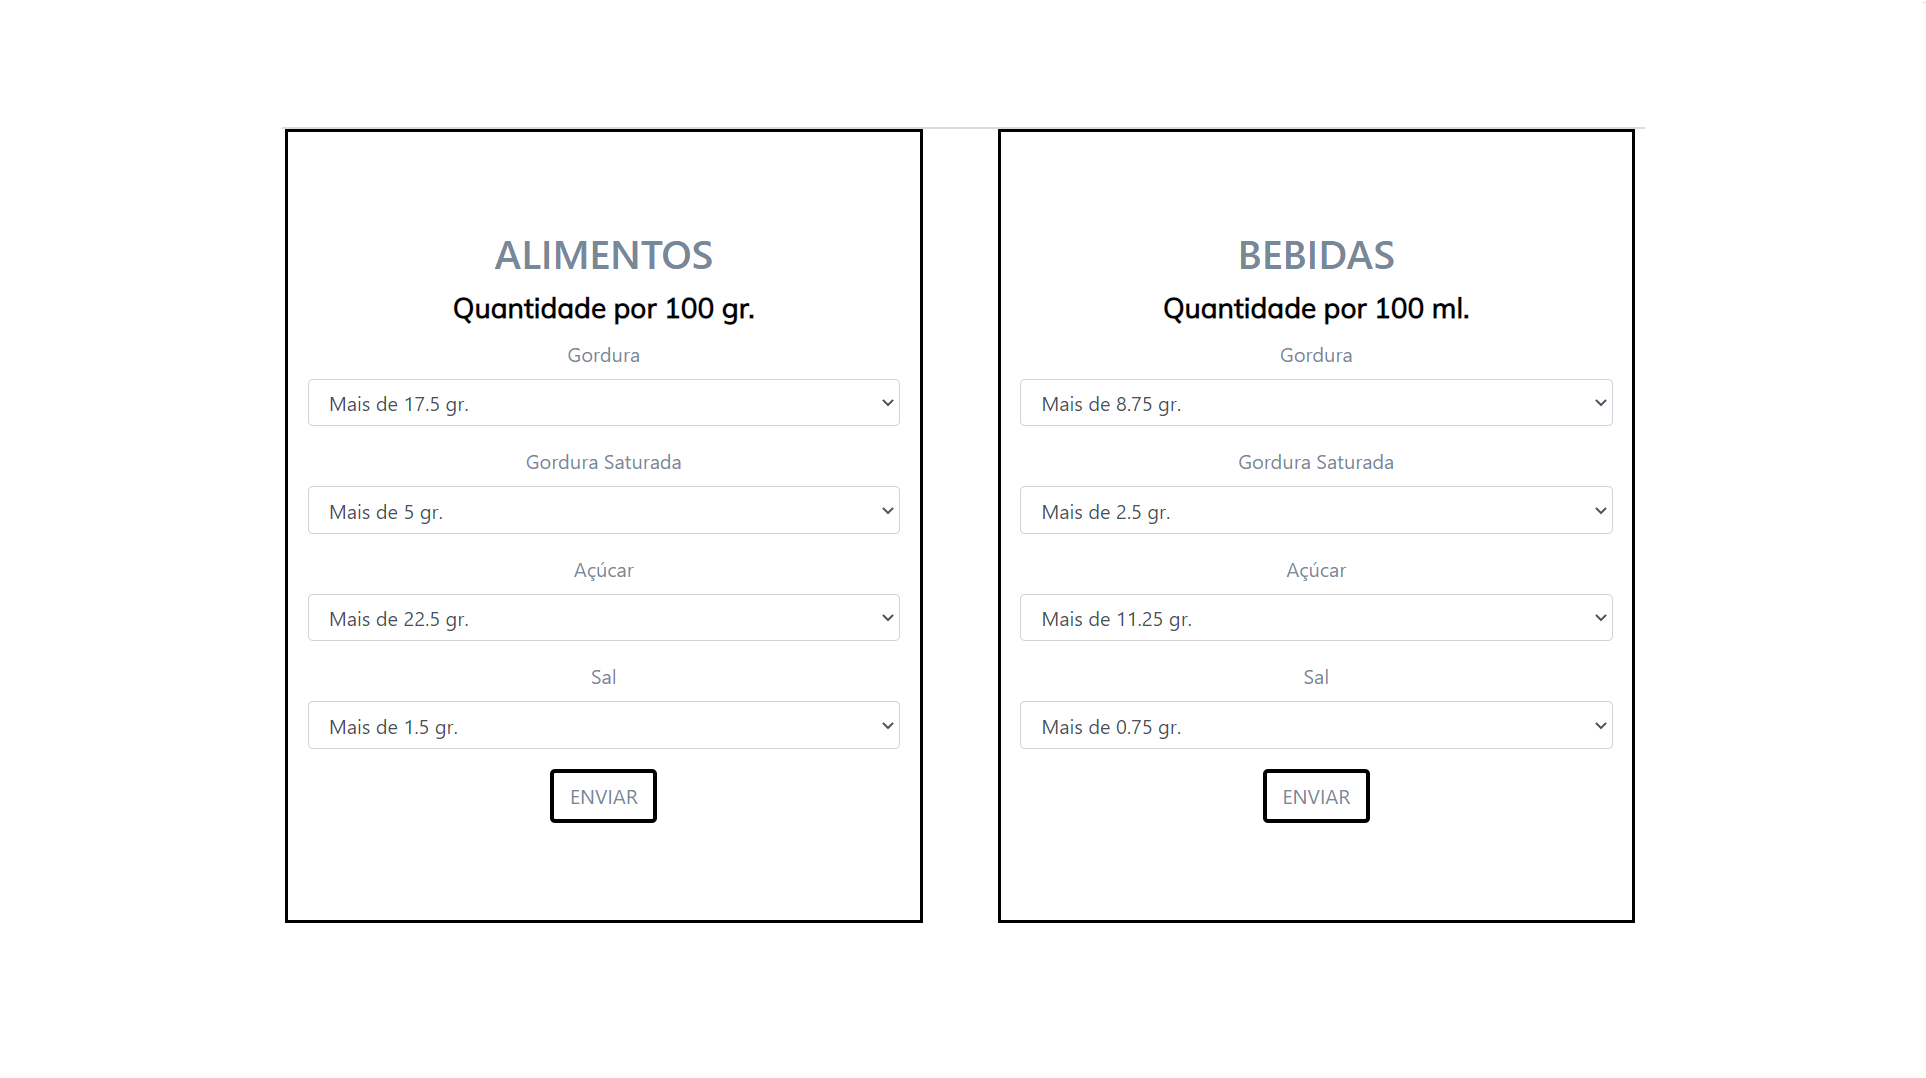 ALIMENTOS
Quantidade por 100 gr.
Gordura
Mais de 17.5 gr.
Gordura Saturada
Mais de 5 gr.
Açúcar
Mais de 22.5 gr.
Sal
Mais de 1.5 gr.
ENVIAR
BEBIDAS
Quantidade por 100 ml.
Gordura
Mais de 8.75 gr.
Gordura Saturada
Mais de 2.5 gr.
Açúcar
Mais de 11.25 gr.
Sal
Mais de 0.75 gr.
ENVIAR